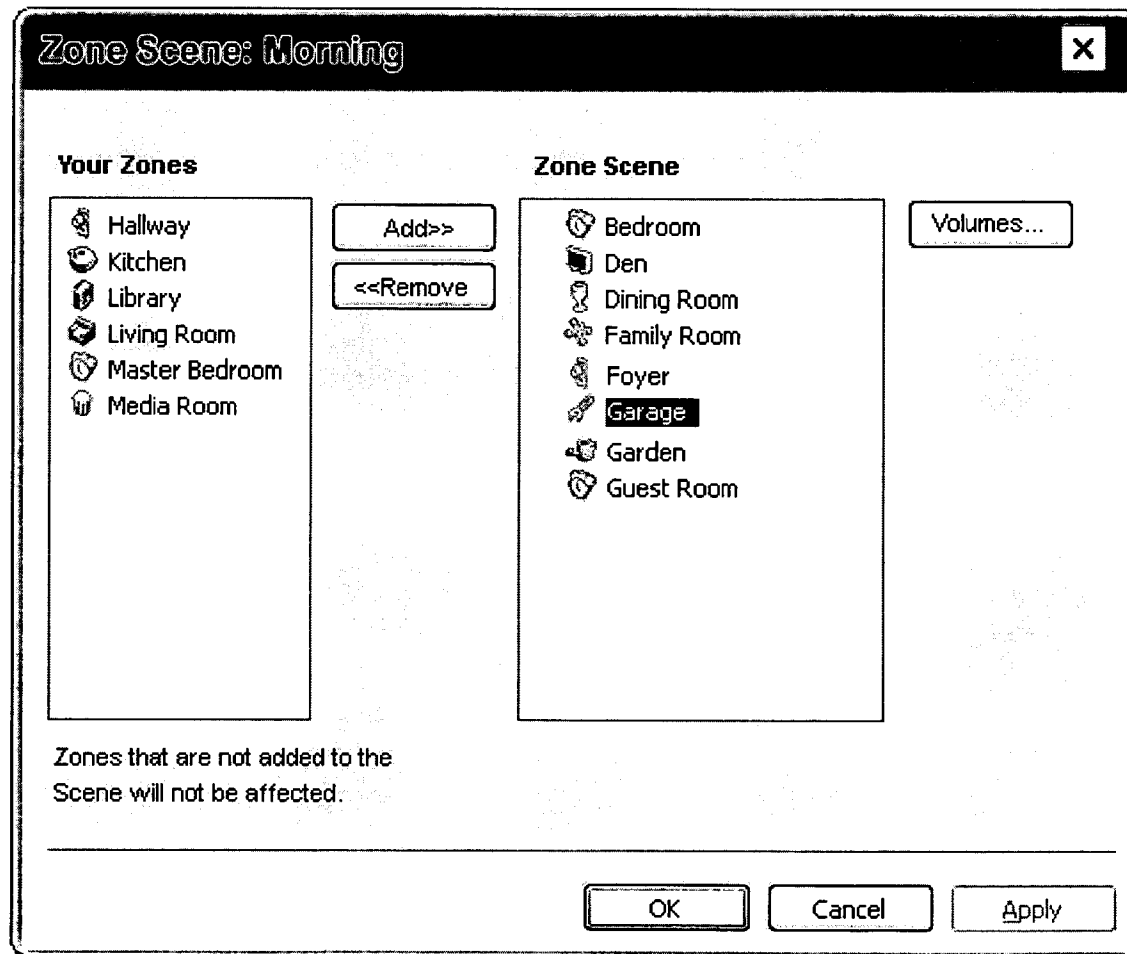 Zone Scene: Morning
Your Zones
Hallway
Kitchen
Library
Living Room
Master Bedroom
Media Room
Add>>
<<Remove
Zone Scene
Bedroom
Den
Dining Room
Family Room
Foyer
Garage
Garden
Guest Room
Volumes...
Zones that are not added to the
Scene will not be affected.
OK
Cancel
Apply